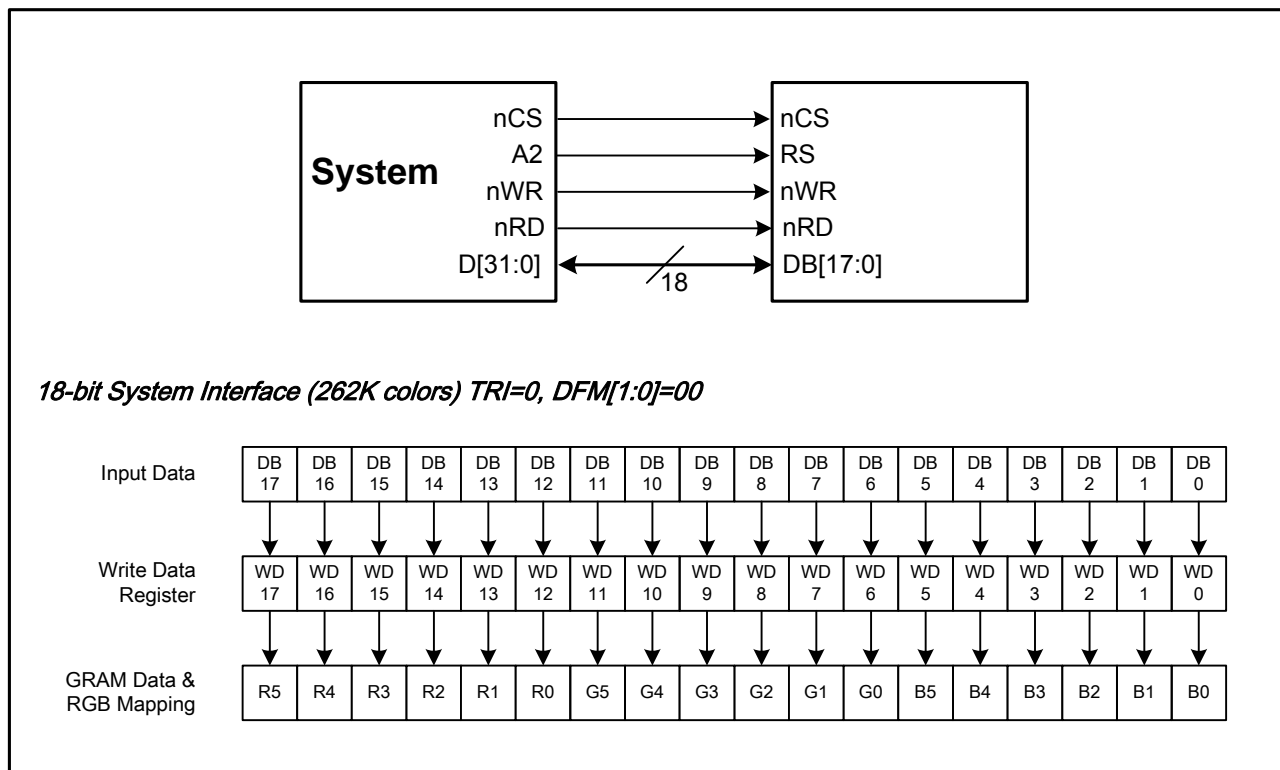 System
nCS
A2
nWR
nRD
D[31:0]
18
nCS
RS
nWR
nRD
DB[17:0]
18-bit System Interface (262K colors) TRI=0, DFM[1:0]=00
Input Data
DB DB DB DB DB DB DB DB DB DB DB DB DB DB DB DB DB DB
17 16 15 14 13 12 11 10 9 8 7 6 5 4 3 2 1 0
Write Data
Register
WD WD WD WD WD WD WD WD WD WD WD WD WD WD WD WD WD WD
17 16 15 14 13 12 11 10 9 8 7 6 5 4 3 2 1 0
GRAM Data &
RGB Mapping
R5 R4 R3 R2 R1 R0 G5 G4 G3 G2 G1 G0 B5 B4 B3 B2 B1 B0